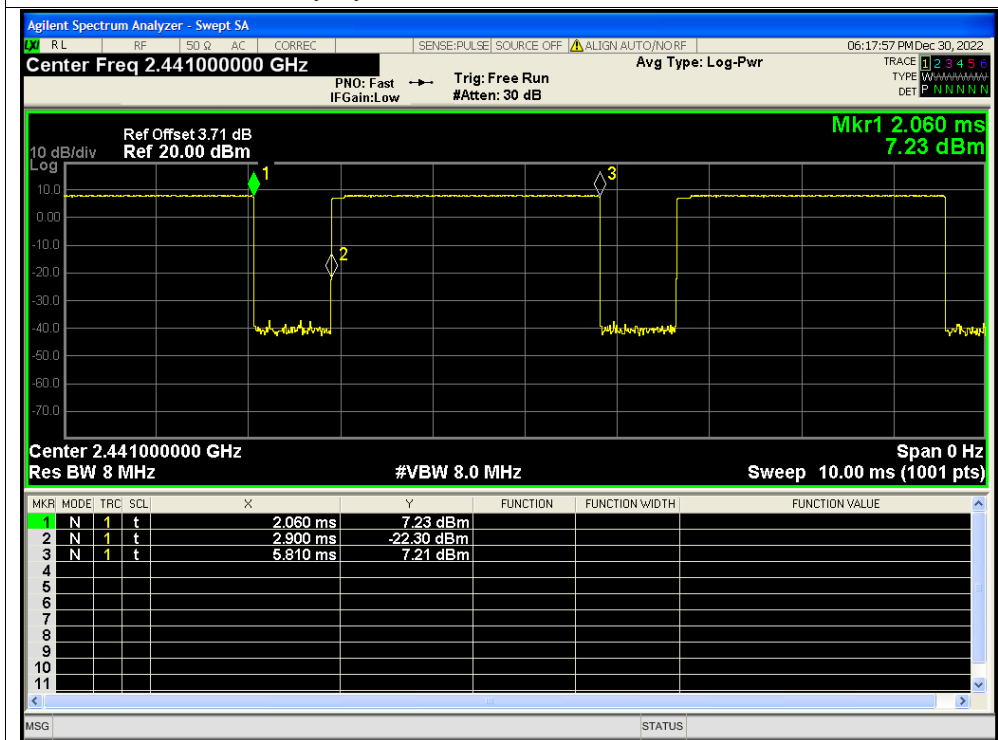 Agilent Spectrum Analyzer - Swept SA
LXI RL RF 50 Ω AC CORREC SENSE:PULSE SOURCE OFF ALIGN AUTO/NO RF 06:17:57 PM Dec 30, 2022
Center Freq 2.441000000 GHz
Avg Type: Log-Pwr
TRACE 1 2 3 4 5 6
PNO: Fast
Trig: Free Run
TYPE WWWWWW
IFGain:Low
#Atten: 30 dB
DET P N N N N N
Mkr1 2.060 ms
Ref Offset 3.71 dB
10 dB/div Ref 20.00 dBm
7.23 dBm
Log
1
3
10.0
0.00
-10.0
2
-20.0
-30.0
-40.0
-50.0
-60.0
-70.0
Center 2.441000000 GHz Span 0 Hz
Res BW 8 MHz #VBW 8.0 MHz Sweep 10.00 ms (1001 pts)
MKR MODE TRC SCL X Y FUNCTION FUNCTION WIDTH FUNCTION VALUE
1 N 1 t 2.060 ms 7.23 dBm
2 N 1 t 2.900 ms -22.30 dBm
3 N 1 t 5.810 ms 7.21 dBm
4
5
6
7
8
9
10
11
MSG STATUS